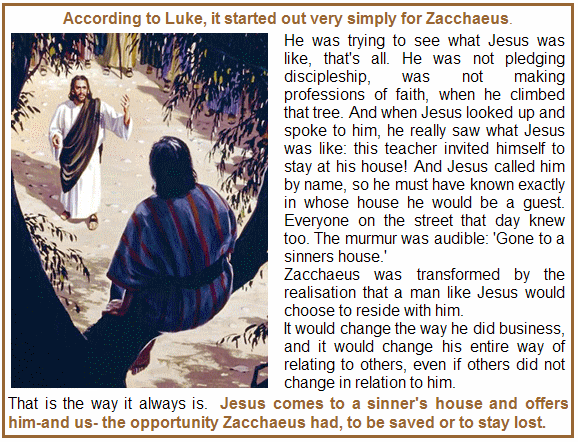 According to Luke, it started out very simply for Zacchaeus.
He was trying to see what Jesus was
like, that's all. He was not pledging
discipleship, was not making
professions of faith, when he climbed
that tree. And when Jesus looked up and
spoke to him, he really saw what Jesus
was like: this teacher invited himself to
stay at his house! And Jesus called him
by name, so he must have known exactly
in whose house he would be a guest.
Everyone on the street that day knew
too. The murmur was audible: 'Gone to a
sinners house.'
Zacchaeus was transformed by the
realisation that a man like Jesus would
choose to reside with him.
It would change the way he did business,
and it would change his entire way of
relating to others, even if others did not
change in relation to him.
That is the way it always is. Jesus comes to a sinner's house and offers
him-and us- the opportunity Zacchaeus had, to be saved or to stay lost.